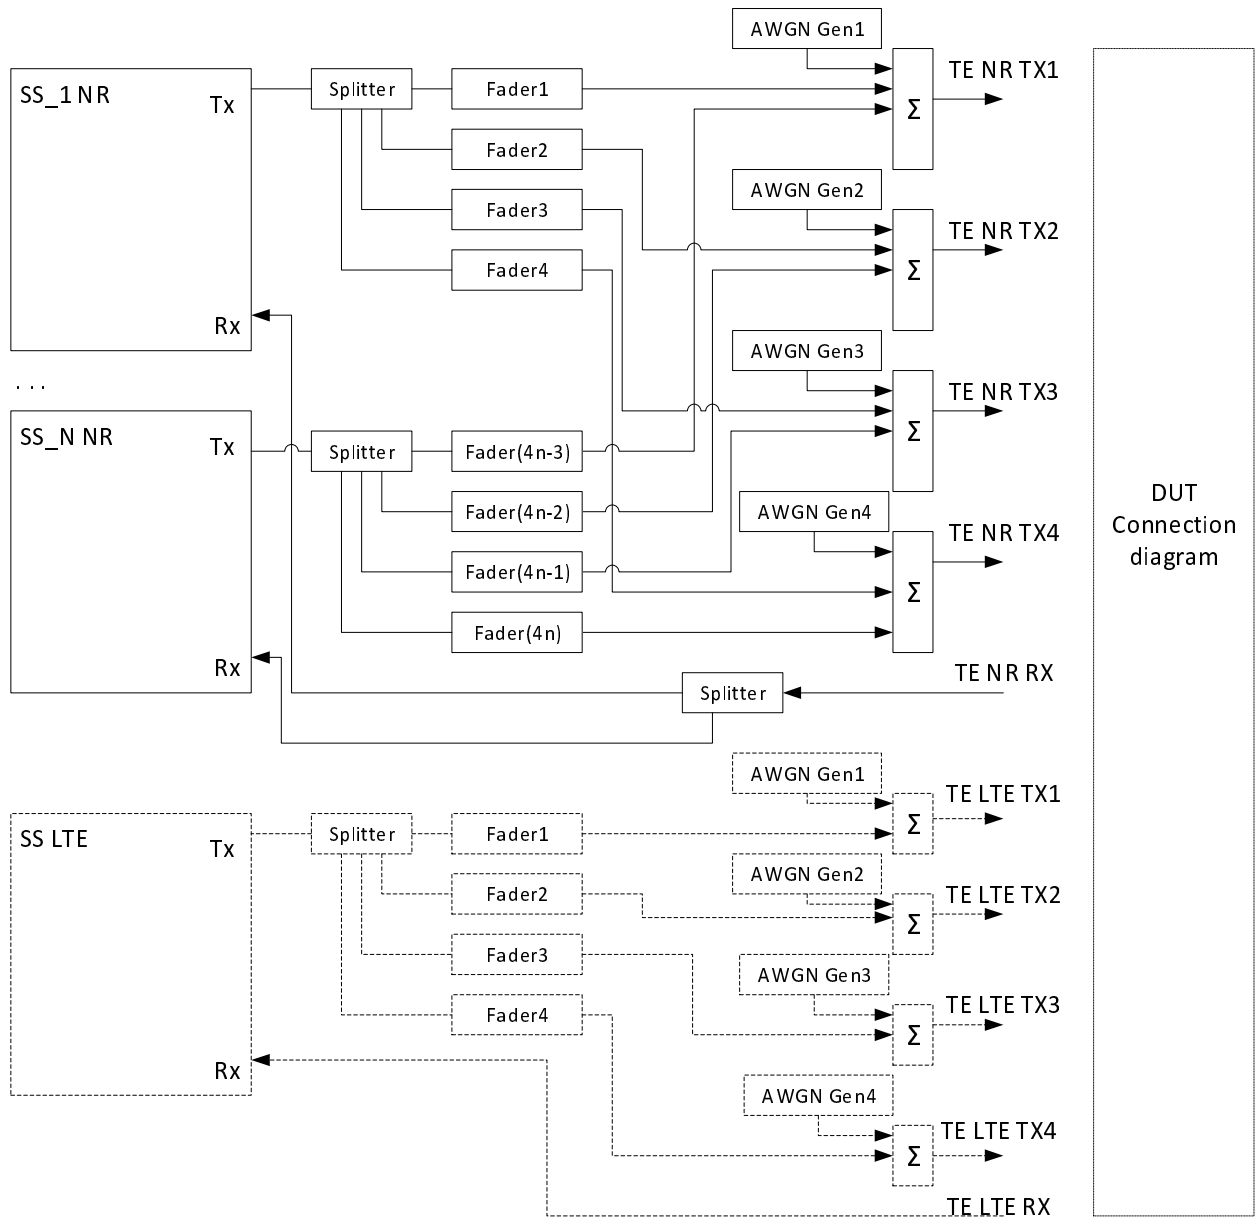 AWGN Gen1
TE NR TX1
SS_1 NR
Tx
Splitter
Fader1
Σ
Fader2
Fader3
Fader4
AWGN Gen2
TE NR TX2
Σ
Rx
AWGN Gen3
TE NR TX3
Σ
. . .
SS_N NR
Tx
Splitter
Fader(4n-3)
Fader(4n-2)
Fader(4n-1)
Fader(4n)
AWGN Gen4
TE NR TX4
Σ
DUT
Connection
diagram
Rx
Splitter
TE NR RX
AWGN Gen1
TE LTE TX1
SS LTE
Tx
Splitter
Fader1
Σ
Fader2
Fader3
Fader4
AWGN Gen2
TE LTE TX2
Σ
AWGN Gen3
TE LTE TX3
Σ
Rx
AWGN Gen4
TE LTE TX4
Σ
TE LTE RX